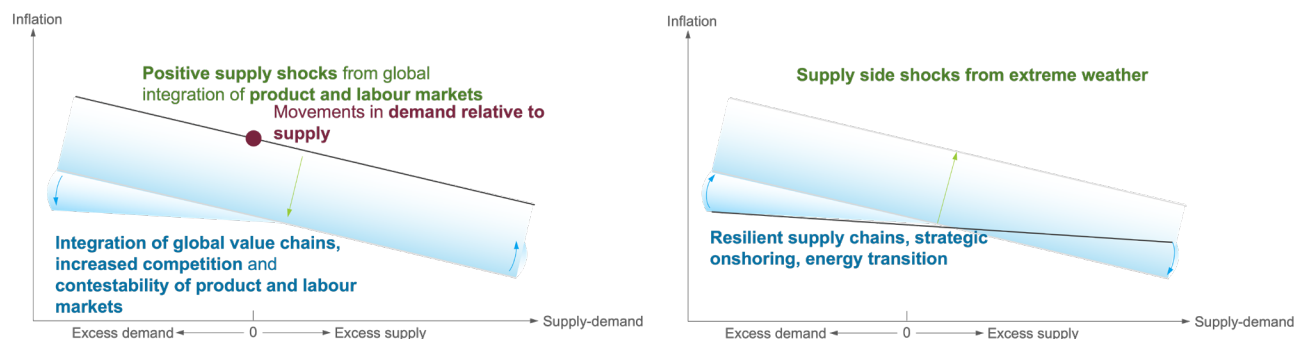 Inflation
Positive supply shocks from global
integration of product and labour markets
Movements in demand relative to
supply
Integration of global value chains,
increased competition and
contestability of product and labour
markets
Supply-demand
Excess demand
0
Excess supply
Inflation
Supply side shocks from extreme weather
Resilient supply chains, strategic
onshoring, energy transition
Supply-demand
Excess demand
0
Excess supply